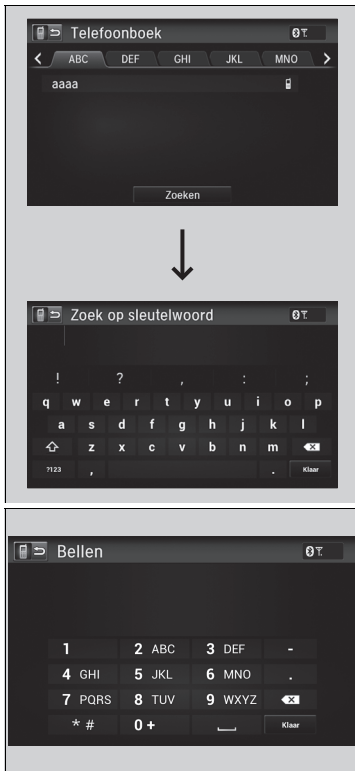 Telefoonboek
ABC DEF GHI JKL MNO
aaaa
Zoeken
Zoek op sleutelwoord
! ? , : ;
q w e r t y u i o p
a s d f g h j k l
z x c v b n m
?123 , . Klaar
Bellen
1 2 ABC 3 DEF -
4 GHI 5 JKL 6 MNO .
7 PQRS 8 TUV 9 WXYZ
* # 0 + Klaar